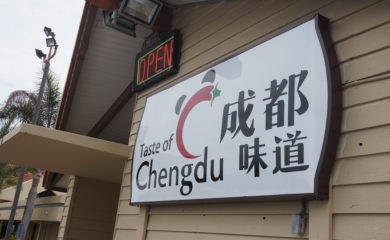 OPEN
Taste of
Chengdu
成都
味道